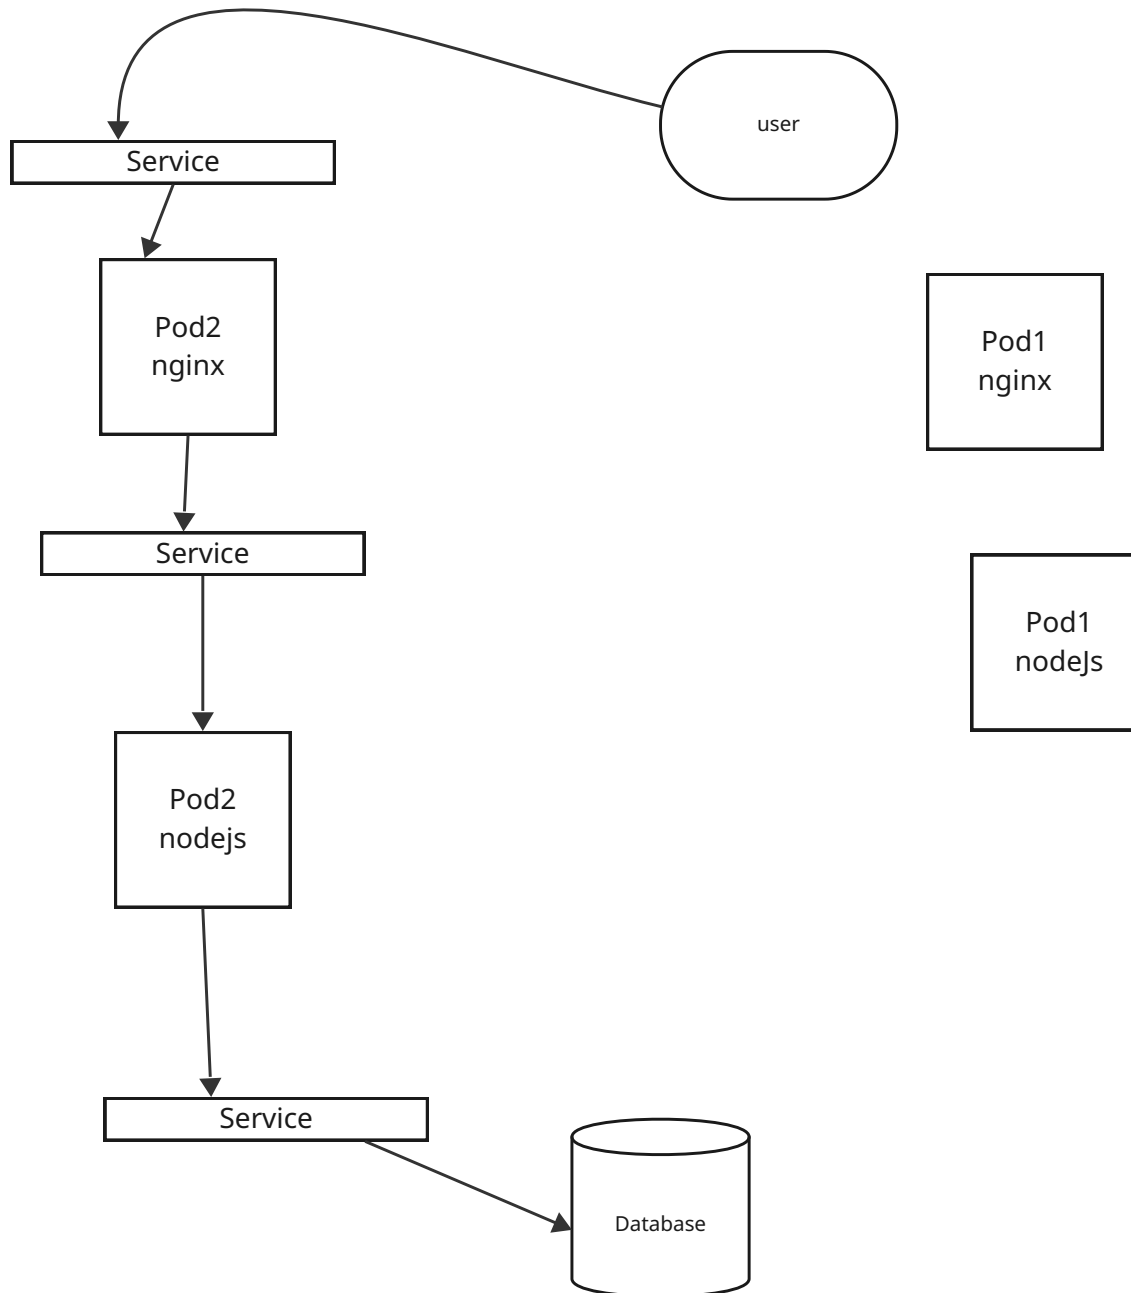 user
Service
Pod2
nginx
Pod1
nginx
Service
Pod1
nodeJs
Pod2
nodejs
Service
Database